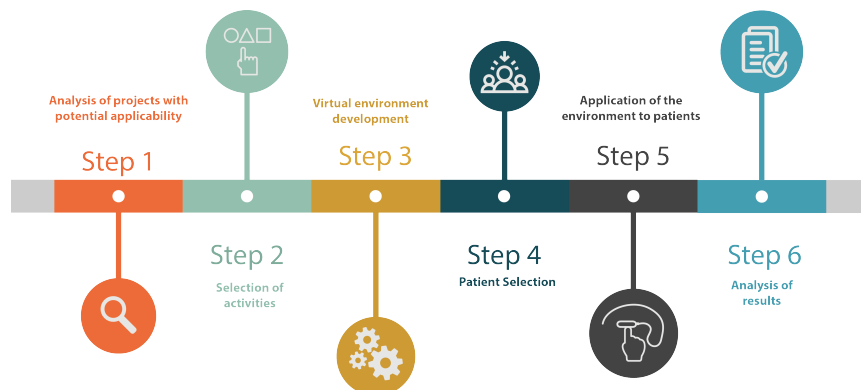 Analysis of projects with
potential applicability
Step 1
Step 2
Selection of
activities
Virtual environment
development
Step 3
Step 4
Patient Selection
Application of the
environment to patients
Step 5
Step 6
Analysis of
results